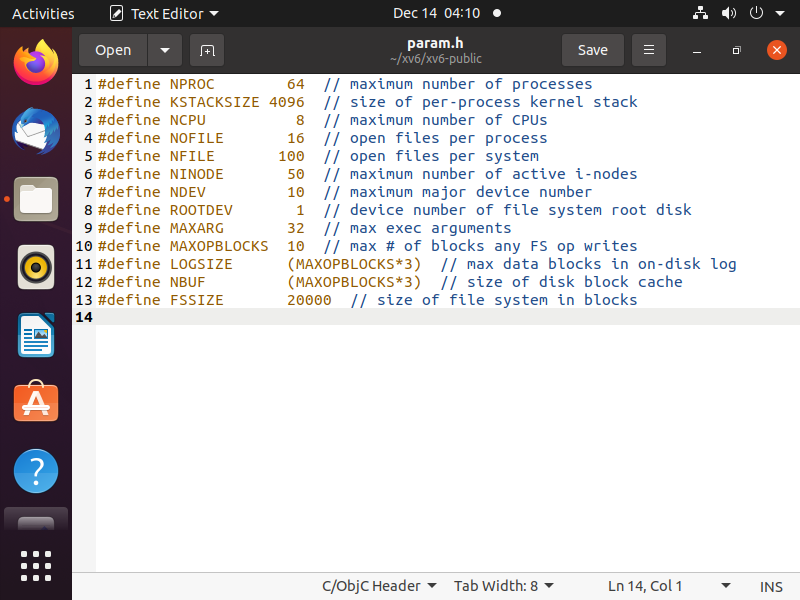 Activities Text Editor Dec 14 04:10
Open param.h Save
~/xv6/xv6-public
1 #define NPROC        64  // maximum number of processes
2 #define KSTACKSIZE 4096  // size of per-process kernel stack
3 #define NCPU          8  // maximum number of CPUs
4 #define NOFILE       16  // open files per process
5 #define NFILE       100  // open files per system
6 #define NINODE       50  // maximum number of active i-nodes
7 #define NDEV         10  // maximum major device number
8 #define ROOTDEV       1  // device number of file system root disk
9 #define MAXARG       32  // max exec arguments
10 #define MAXOPBLOCKS  10  // max # of blocks any FS op writes
11 #define LOGSIZE      (MAXOPBLOCKS*3)  // max data blocks in on-disk log
12 #define NBUF         (MAXOPBLOCKS*3)  // size of disk block cache
13 #define FSSIZE       20000  // size of file system in blocks
14
C/ObjC Header Tab Width: 8 Ln 14, Col 1 INS